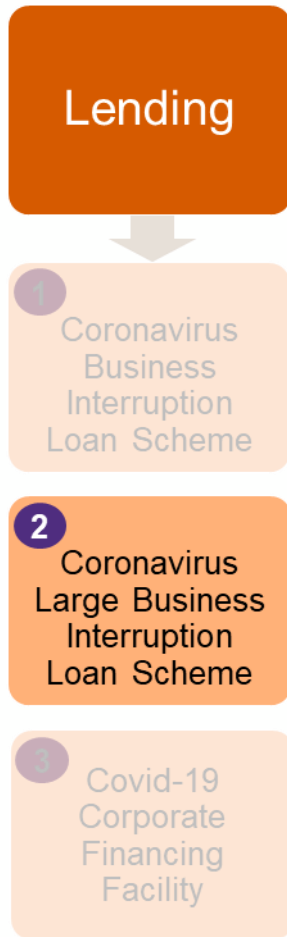 Lending
1
Coronavirus
Business
Interruption
Loan Scheme
2
Coronavirus
Large Business
Interruption
Loan Scheme
3
Covid-19
Corporate
Financing
Facility